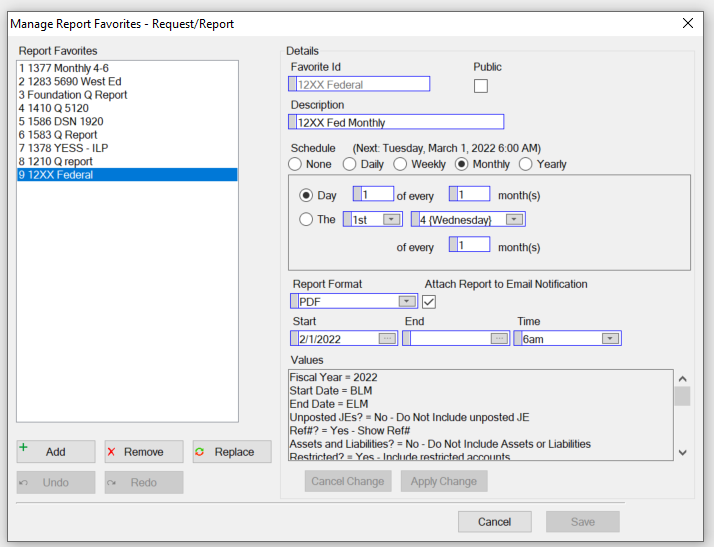 Manage Report Favorites - Request/Report
Report Favorites
1 1377 Monthly 4-6
2 1283 5690 West Ed
3 Foundation Q Report
4 1410 Q 5120
5 1586 DSN 1920
6 1583 Q Report
7 1378 YESS - ILP
8 1210 Q report
9 12XX Federal
Add Remove Replace
Undo Redo
Details
Favorite Id Public
12XX Federal
Description
12XX Fed Monthly
Schedule (Next: Tuesday, March 1, 2022 6:00 AM)
None Daily Weekly Monthly Yearly
Day 1 of every 1 month(s)
The 1st 4 {Wednesday}
of every 1 month(s)
Report Format Attach Report to Email Notification
PDF
Start End Time
2/1/2022 ... ... 6am
Values
Fiscal Year = 2022
Start Date = BLM
End Date = ELM
Unposted JEs? = No - Do Not Include unposted JE
Ref#? = Yes - Show Ref#
Assets and Liabilities? = No - Do Not Include Assets or Liabilities
Restricted? = Yes - Include restricted accounts
Cancel Change Apply Change
Cancel Save